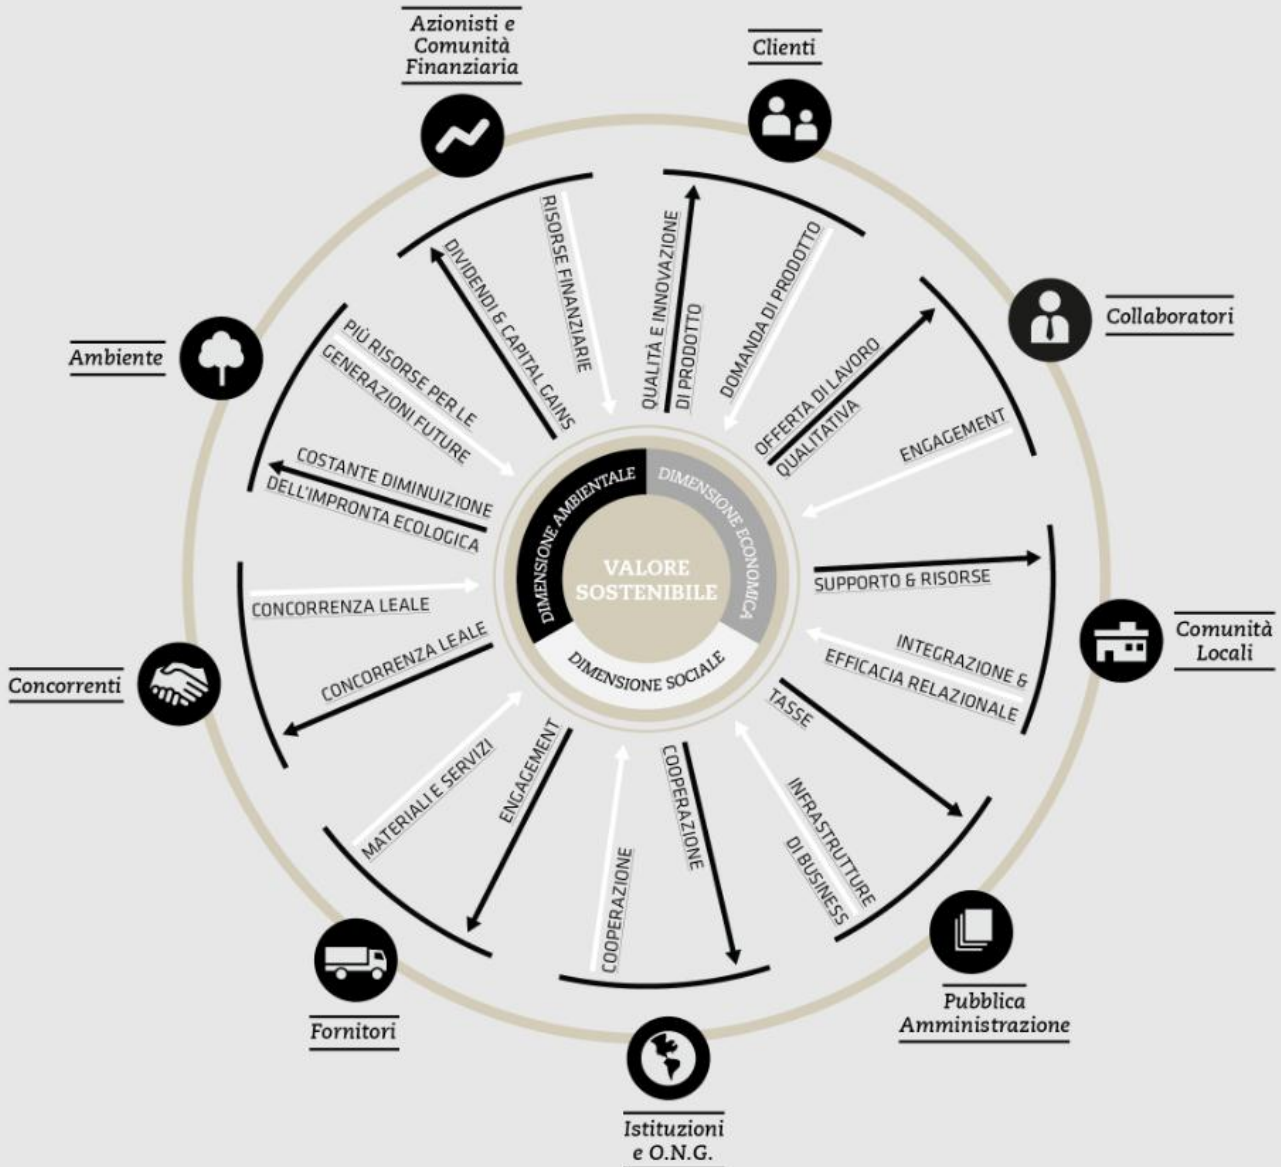 Azionisti e
Comunità
Finanziaria
Clienti
Collaboratori
Comunità
Locali
Pubblica
Amministrazione
Istituzioni
e O.N.G.
Fornitori
Concorrenti
Ambiente
DIVIDENDI & CAPITAL GAINS
RISORSE FINANZIARIE
QUALITÀ E INNOVAZIONE
DI PRODOTTO
DOMANDA DI PRODOTTO
OFFERTA DI LAVORO
QUALITATIVA
ENGAGEMENT
SUPPORTO & RISORSE
INTEGRAZIONE &
EFFICACIA RELAZIONALE
TASSE
INFRASTRUTTURE
DI BUSINESS
COOPERAZIONE
COOPERAZIONE
ENGAGEMENT
MATERIALI E SERVIZI
CONCORRENZA LEALE
CONCORRENZA LEALE
COSTANTE DIMINUIZIONE
DELL'IMPRONTA ECOLOGICA
PIÙ RISORSE PER LE
GENERAZIONI FUTURE
DIMENSIONE AMBIENTALE
DIMENSIONE ECONOMICA
DIMENSIONE SOCIALE
VALORE
SOSTENIBILE